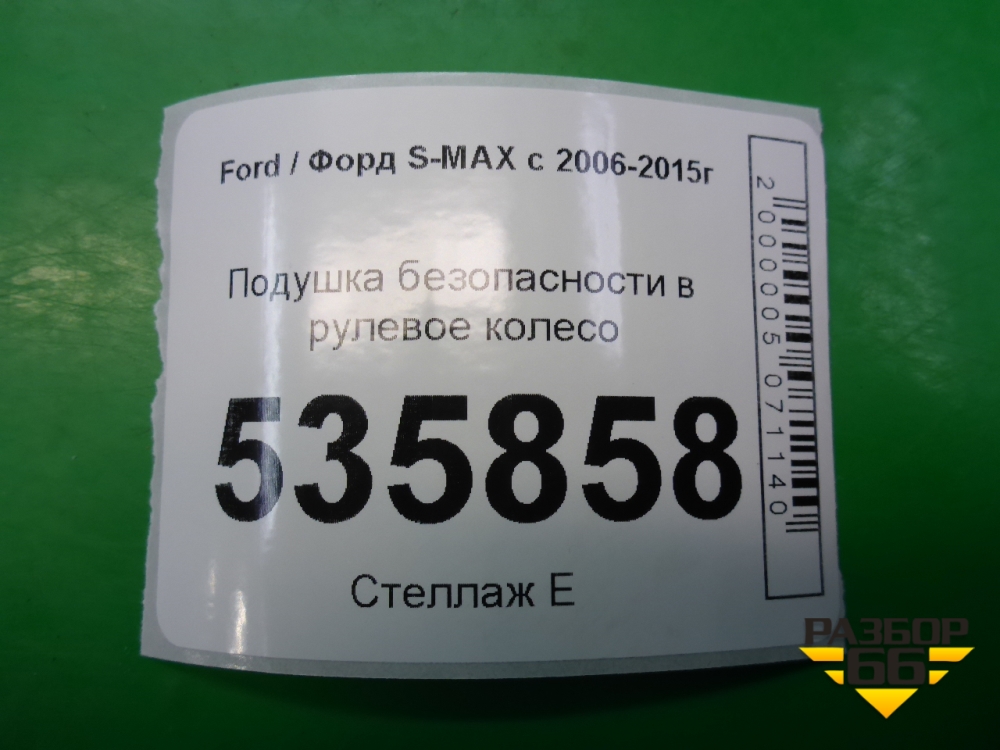 Ford / Форд S-MAX с 2006-2015г
Подушка безопасности в
рулевое колесо
535858
Стеллаж Е
2000005071140
РАЗБОР
66